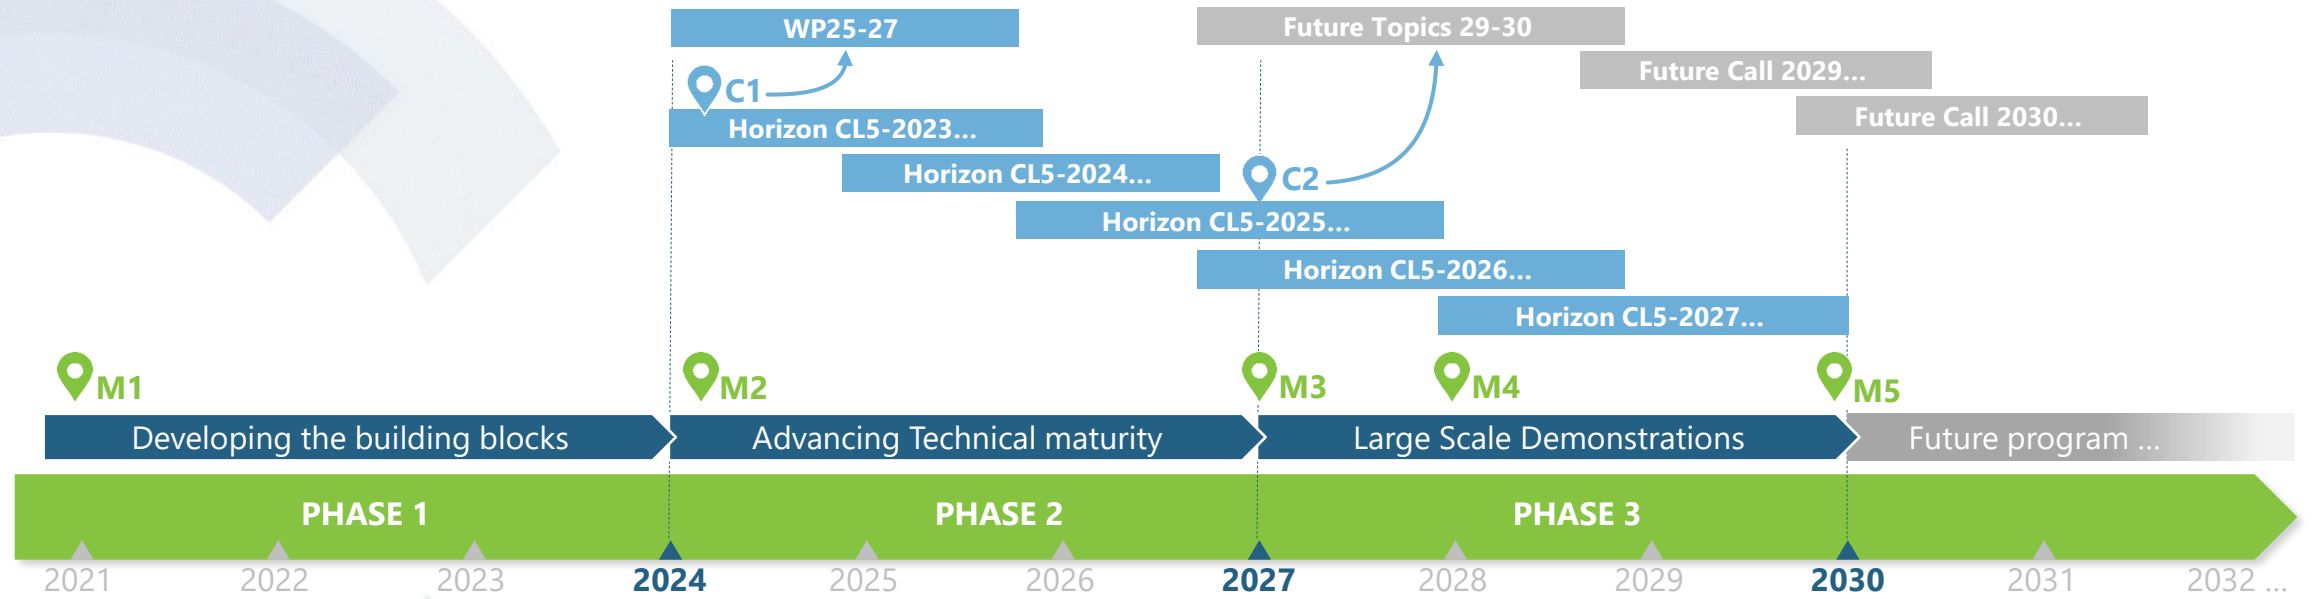 WP25-27
Future Topics 29-30
Future Call 2029...
C1
Future Call 2030...
Horizon CL5-2023...
Horizon CL5-2024...
C2
Horizon CL5-2025...
Horizon CL5-2026...
Horizon CL5-2027...
M1
M2
M3
M4
M5
Developing the building blocks
Advancing Technical maturity
Large Scale Demonstrations
Future program ...
PHASE 1
PHASE 2
PHASE 3
2021
2022
2023
2024
2025
2026
2027
2028
2029
2030
2031
2032 ...